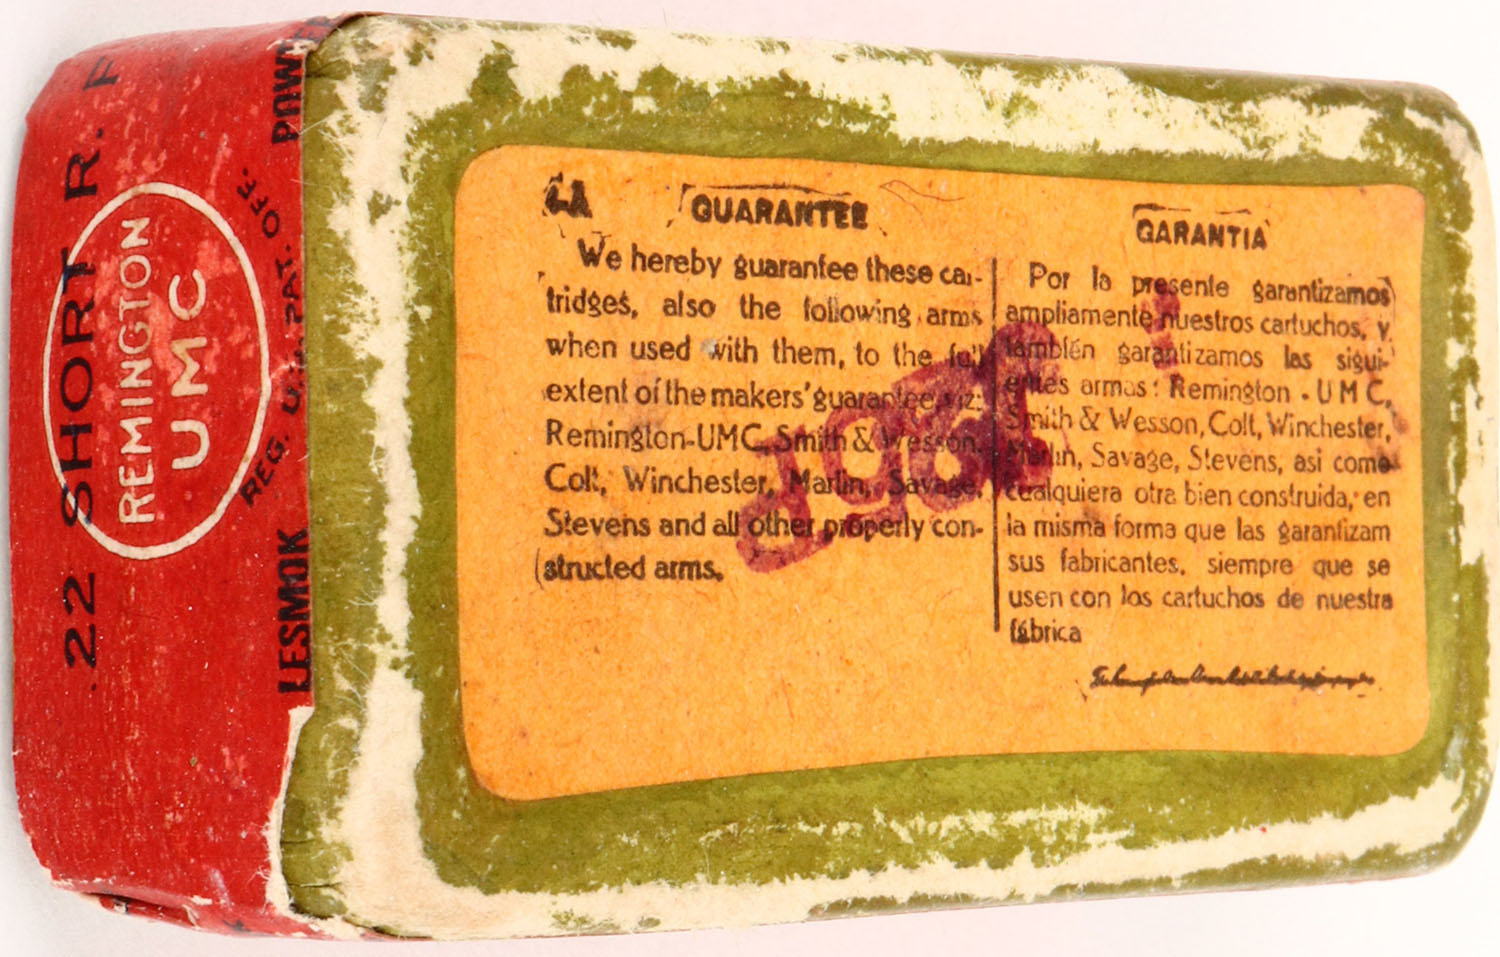 .22 SHORT R. F
REMINGTON
UMC
REG. U.S. PAT. OFF.
LESMOK POWDER
GUARANTEE
We hereby guarantee these car-
tridges, also the following arms
when used with them, to the full
extent of the makers' guarantee, viz:
Remington-UMC, Smith & Wesson,
Colt, Winchester, Marlin, Savage,
Stevens and all other properly con-
structed arms.
GARANTIA
Por la presente garantizamos
ampliamente nuestros cartuchos, y
también garantizamos las sigui-
entes armas: Remington-UMC,
Smith & Wesson, Colt, Winchester,
Marlin, Savage, Stevens, asi como
cualquiera otra bien construida, en
la misma forma que las garantizam
sus fabricantes, siempre que se
usen con los cartuchos de nuestra
fábrica